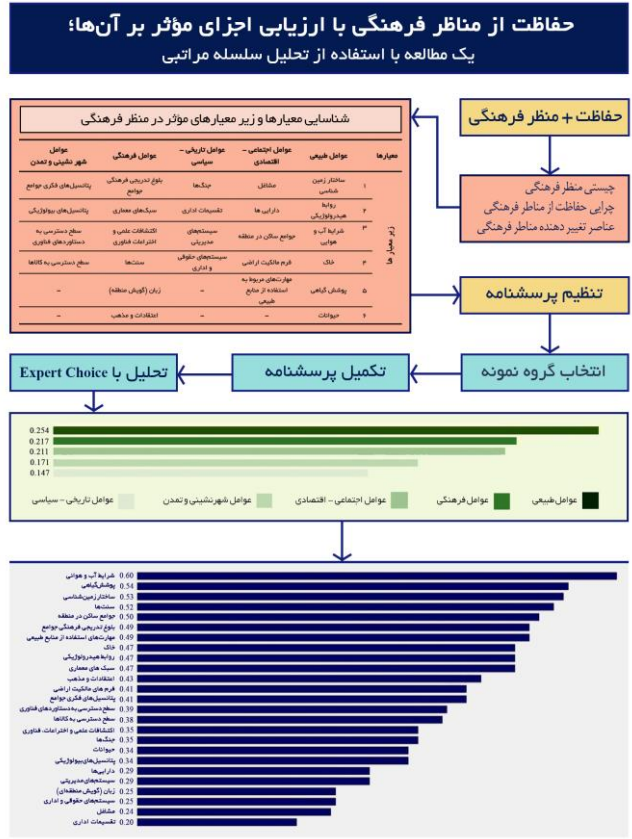 حفاظت از مناظر فرهنگی با ارزیابی اجزای مؤثر بر آن‌ها؛
یک مطالعه با استفاده از تحلیل سلسله مراتبی
حفاظت + منظر فرهنگی
چیستی منظر فرهنگی
چرایی حفاظت از مناظر فرهنگی
عناصر تغییر دهنده مناظر فرهنگی
شناسایی معیارها و زیر معیارهای مؤثر در منظر فرهنگی
معیارها عوامل طبیعی عوامل اجتماعی – اقتصادی عوامل تاریخی – سیاسی عوامل فرهنگی عوامل شهر نشینی و تمدن
زیر معیار ها
۱ ساختار زمین شناسی مشاغل جنگ‌ها بلوغ تدریجی فرهنگی جوامع پتانسیل‌های فکری جوامع
۲ روابط هیدرولوژیکی دارایی ها تقسیمات اداری سبک‌های معماری پتانسیل‌های بیولوژیکی
۳ شرایط آب و هوایی جوامع ساکن در منطقه سیستم‌های مدیریتی اکتشافات علمی و اختراعات فناوری سطح دسترسی به دستاوردهای فناوری
۴ خاک فرم مالکیت اراضی سیستم‌های حقوقی و اداری سنت‌ها سطح دسترسی به کالاها
۵ پوشش گیاهی مهارت‌های مربوط به استفاده از منابع طبیعی – زبان (گویش منطقه) –
۶ حیوانات – – اعتقادات و مذهب –
تنظیم پرسشنامه
انتخاب گروه نمونه
تکمیل پرسشنامه
تحلیل با Expert Choice
0.254
0.217
0.211
0.171
0.147
عوامل طبیعی
عوامل فرهنگی
عوامل اجتماعی – اقتصادی
عوامل شهرنشینی و تمدن
عوامل تاریخی – سیاسی
شرایط آب و هوائی 0.60
پوشش‌گیاهی 0.54
ساختار زمین‌شناسی 0.53
سنت‌ها 0.52
جوامع ساکن در منطقه 0.50
بلوغ تدریجی فرهنگی جوامع 0.49
مهارت‌های استفاده از منابع طبیعی 0.49
خاک 0.47
روابط هیدرولوژیکی 0.47
سبک های معماری 0.47
اعتقادات و مذهب 0.43
فرم های مالکیت اراضی 0.41
پتانسیل‌های فکری جوامع 0.41
سطح دسترسی به دستاوردهای فناوری 0.39
سطح دسترسی به کالاها 0.38
اکتشافات علمی و اختراعات، فناوری 0.35
جنگ‌ها 0.35
حیوانات 0.34
پتانسیل‌های بیولوژیکی 0.34
دارایی‌ها 0.29
سیستم‌های مدیریتی 0.29
زبان (گویش منطقه‌ای) 0.25
سیستم‌های حقوقی و اداری 0.25
مشاغل 0.24
تقسیمات اداری 0.20